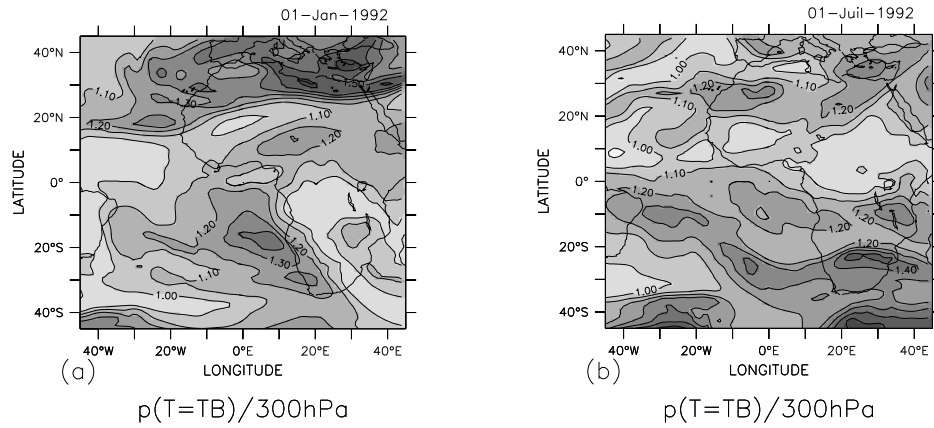 01-Jan-1992
40°N
20°N
0°
20°S
40°S
LATITUDE
1.10
1.20
1.30
1.50
1.10
1.20
1.20
1.20
1.30
1.10
1.00
40°W
20°W
0°E
20°E
40°E
LONGITUDE
(a)
p(T=TB)/300hPa
01-Juil-1992
40°N
20°N
0°
20°S
40°S
LATITUDE
1.00
1.20
1.20
1.10
1.00
1.10
1.20
1.20
1.20
1.20
1.40
1.00
40°W
20°W
0°E
20°E
40°E
LONGITUDE
(b)
p(T=TB)/300hPa